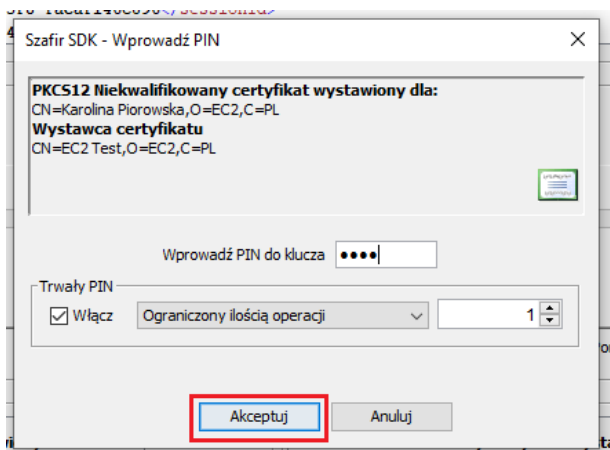 Szafir SDK - Wprowadź PIN
PKCS12 Niekwalifikowany certyfikat wystawiony dla:
CN=Karolina Piorowska,O=EC2,C=PL
Wystawca certyfikatu
CN=EC2 Test,O=EC2,C=PL
Wprowadź PIN do klucza ••••
Trwały PIN
Włącz Ograniczony ilością operacji 1
Akceptuj Anuluj